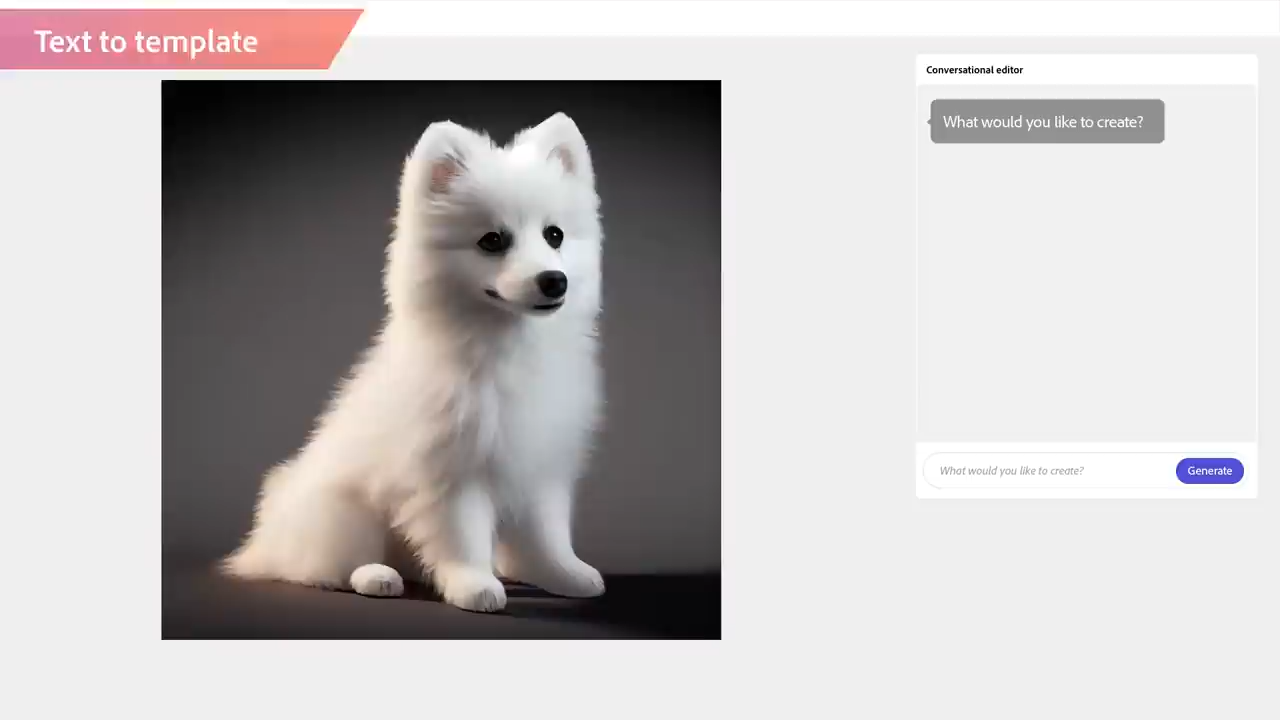 Text to template
Conversational editor
What would you like to create?
What would you like to create?
Generate